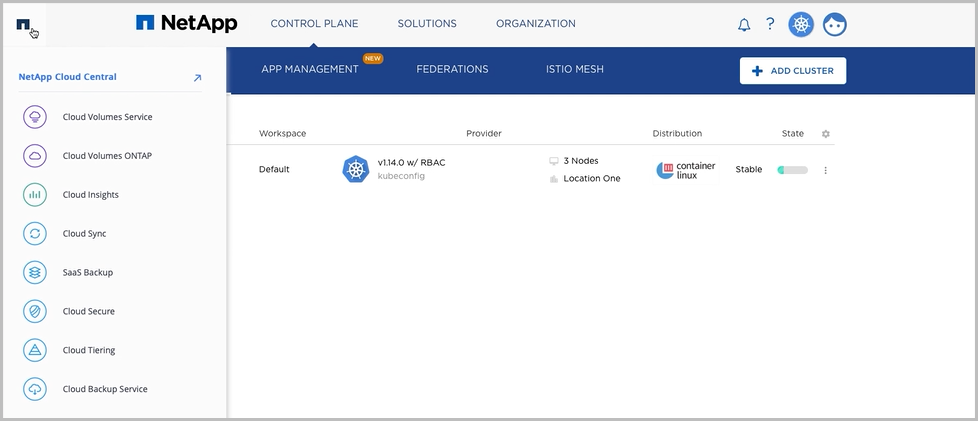 NetApp
CONTROL PLANE
SOLUTIONS
ORGANIZATION
?
NetApp Cloud Central
Cloud Volumes Service
Cloud Volumes ONTAP
Cloud Insights
Cloud Sync
SaaS Backup
Cloud Secure
Cloud Tiering
Cloud Backup Service
APP MANAGEMENT
NEW
FEDERATIONS
ISTIO MESH
ADD CLUSTER
Workspace
Provider
Distribution
State
Default
v1.14.0 w/ RBAC
kubeconfig
3 Nodes
Location One
container
linux
Stable